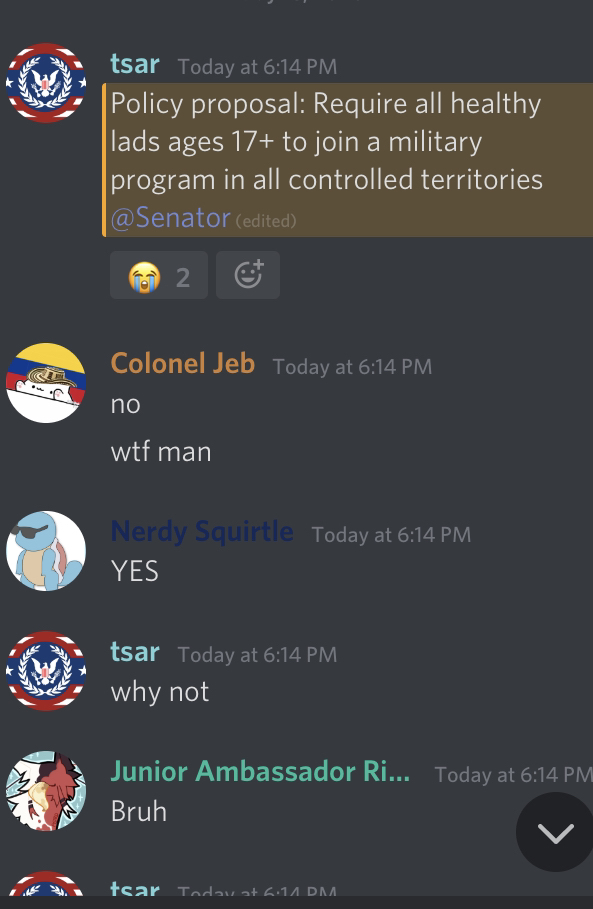 tsar Today at 6:14 PM
Policy proposal: Require all healthy
lads ages 17+ to join a military
program in all controlled territories
@Senator (edited)
2
Colonel Jeb Today at 6:14 PM
no
wtf man
Nerdy Squirtle Today at 6:14 PM
YES
tsar Today at 6:14 PM
why not
Junior Ambassador Ri... Today at 6:14 PM
Bruh
tsar Today at 6:14 PM